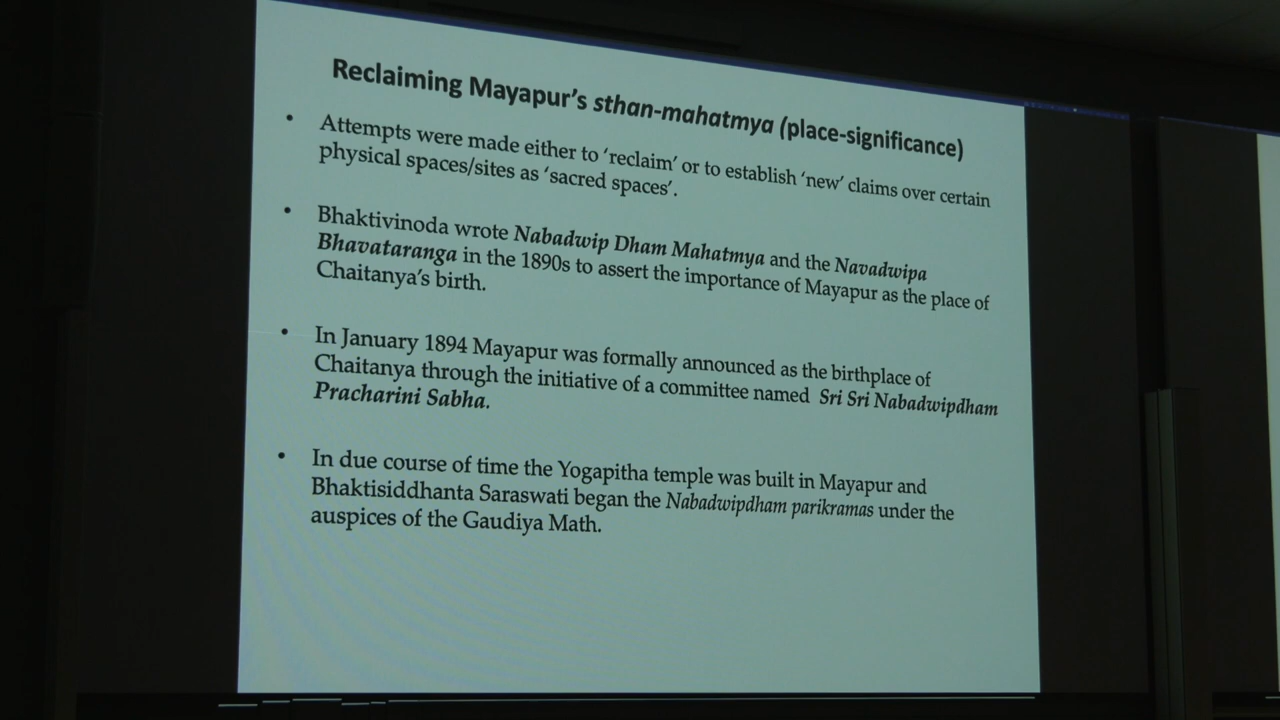 Reclaiming Mayapur's sthan-mahatmya (place-significance)
• Attempts were made either to 'reclaim' or to establish 'new' claims over certain
physical spaces/sites as 'sacred spaces'.
• Bhaktivinoda wrote Nabadwip Dham Mahatmya and the Navadwipa
Bhavataranga in the 1890s to assert the importance of Mayapur as the place of
Chaitanya's birth.
• In January 1894 Mayapur was formally announced as the birthplace of
Chaitanya through the initiative of a committee named Sri Sri Nabadwipdham
Pracharini Sabha.
• In due course of time the Yogapitha temple was built in Mayapur and
Bhaktisiddhanta Saraswati began the Nabadwipdham parikramas under the
auspices of the Gaudiya Math.